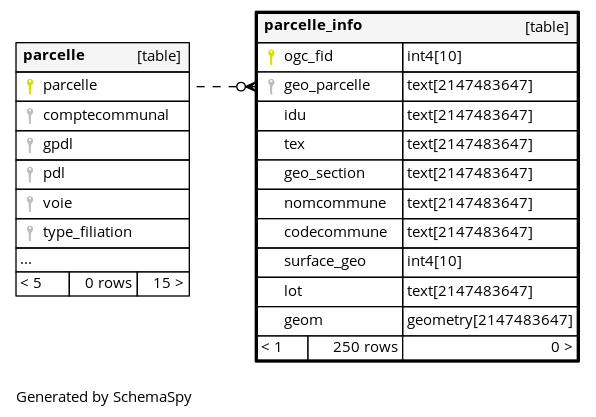 parcelle [table]
parcelle
comptecommunal
gpdl
pdl
voie
type_filiation
...
< 5 0 rows 15 >
parcelle_info [table]
ogc_fid int4[10]
geo_parcelle text[2147483647]
idu text[2147483647]
tex text[2147483647]
geo_section text[2147483647]
nomcommune text[2147483647]
codecommune text[2147483647]
surface_geo int4[10]
lot text[2147483647]
geom geometry[2147483647]
< 1 250 rows 0 >
Generated by SchemaSpy